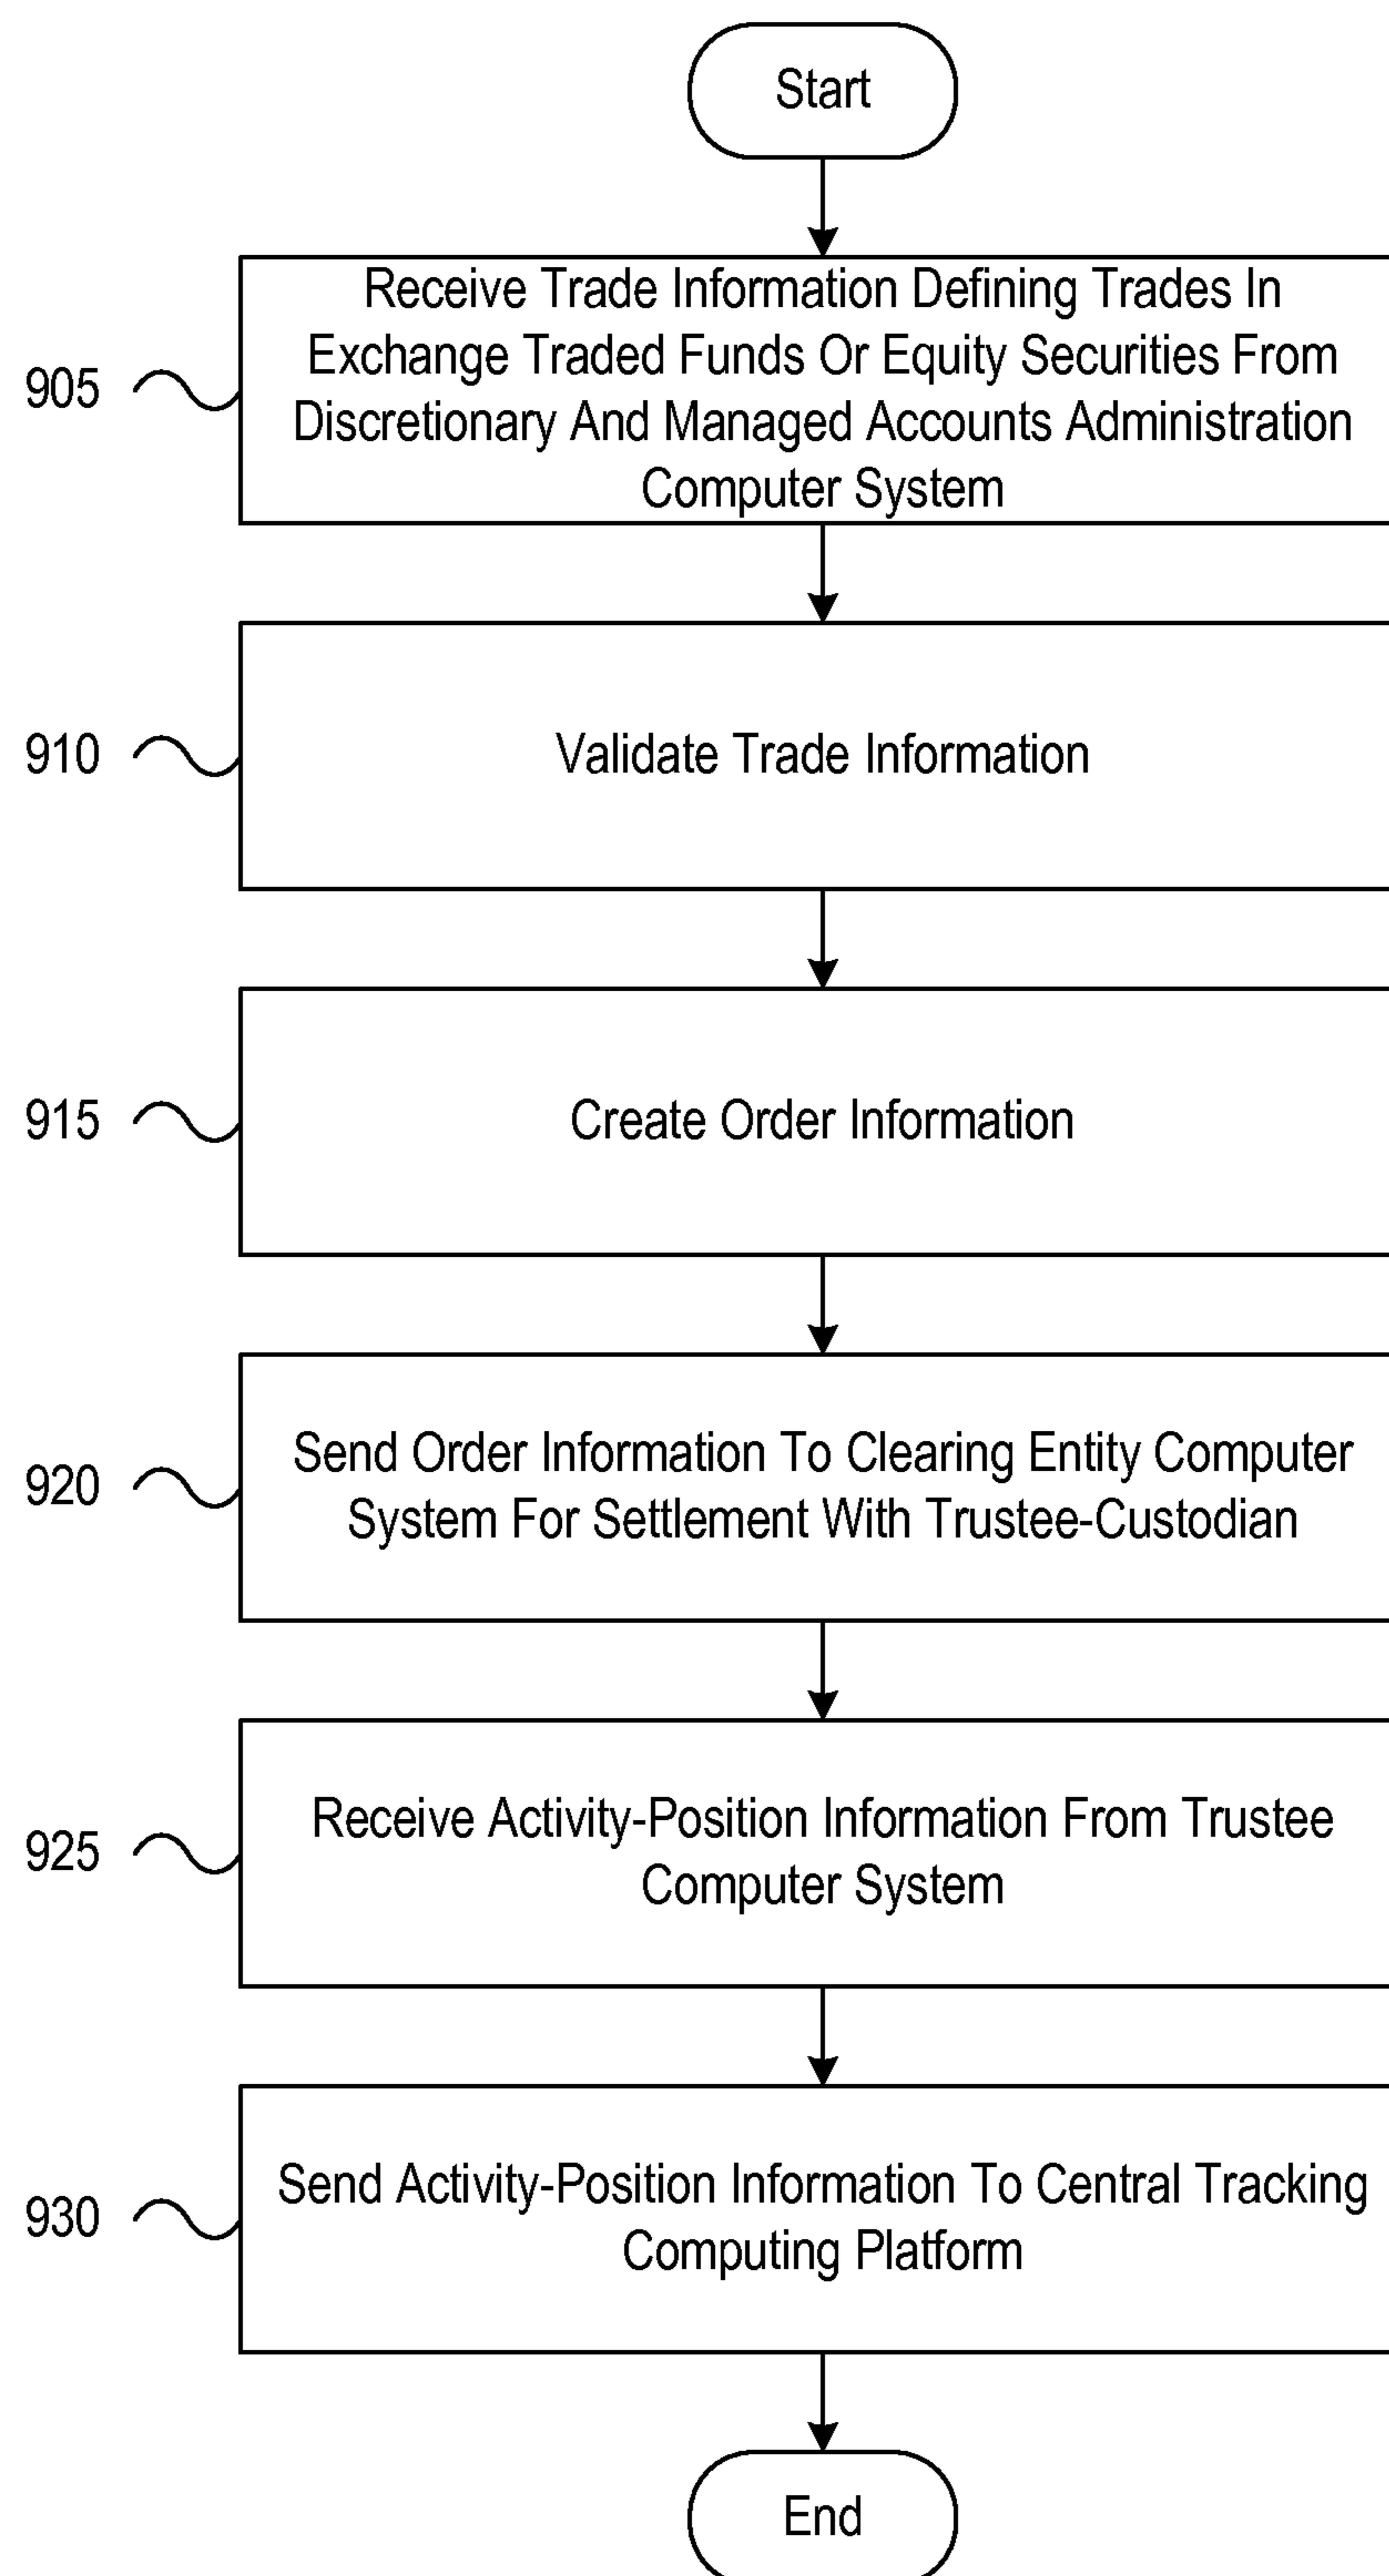 Start
Receive Trade Information Defining Trades In
Exchange Traded Funds Or Equity Securities From
Discretionary And Managed Accounts Administration
Computer System
905
Validate Trade Information
910
Create Order Information
915
Send Order Information To Clearing Entity Computer
System For Settlement With Trustee-Custodian
920
Receive Activity-Position Information From Trustee
Computer System
925
Send Activity-Position Information To Central Tracking
Computing Platform
930
End